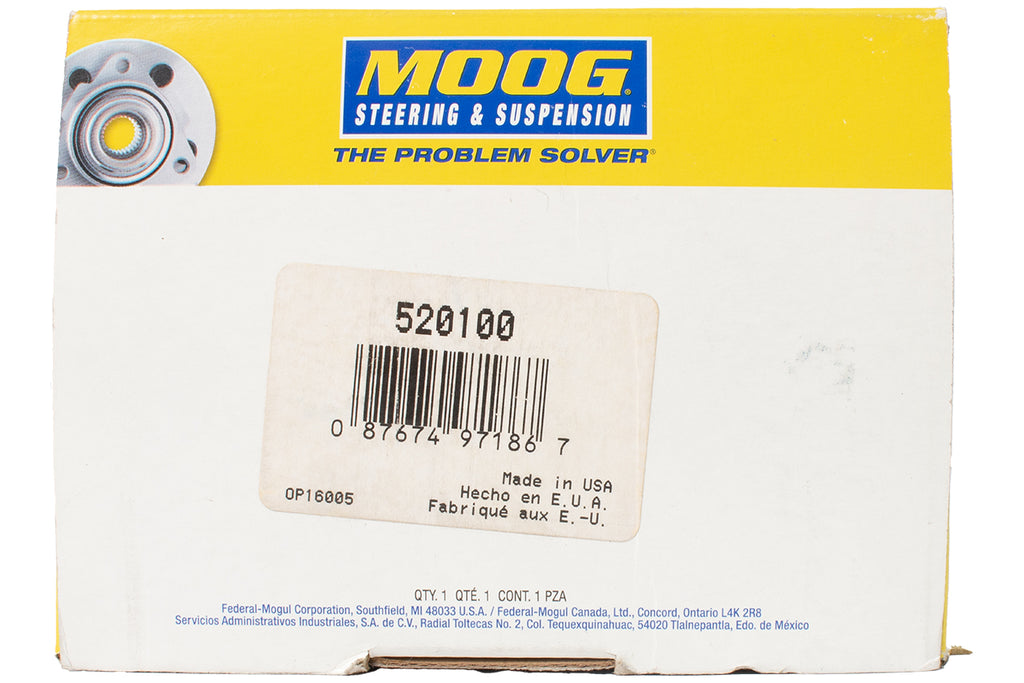 MOOG®
STEERING & SUSPENSION
THE PROBLEM SOLVER®
520100
0 87674 97186 7
Made in USA
Hecho en E.U.A.
Fabriqué aux E.-U.
OP16005
QTY. 1 QTÉ. 1 CONT. 1 PZA
Federal-Mogul Corporation, Southfield, MI 48033 U.S.A. / Federal-Mogul Canada, Ltd., Concord, Ontario L4K 2R8
Servicios Administrativos Industriales, S.A. de C.V., Radial Toltecas No. 2, Col. Tequexquinahuac, 54020 Tlalnepantla, Edo. de México